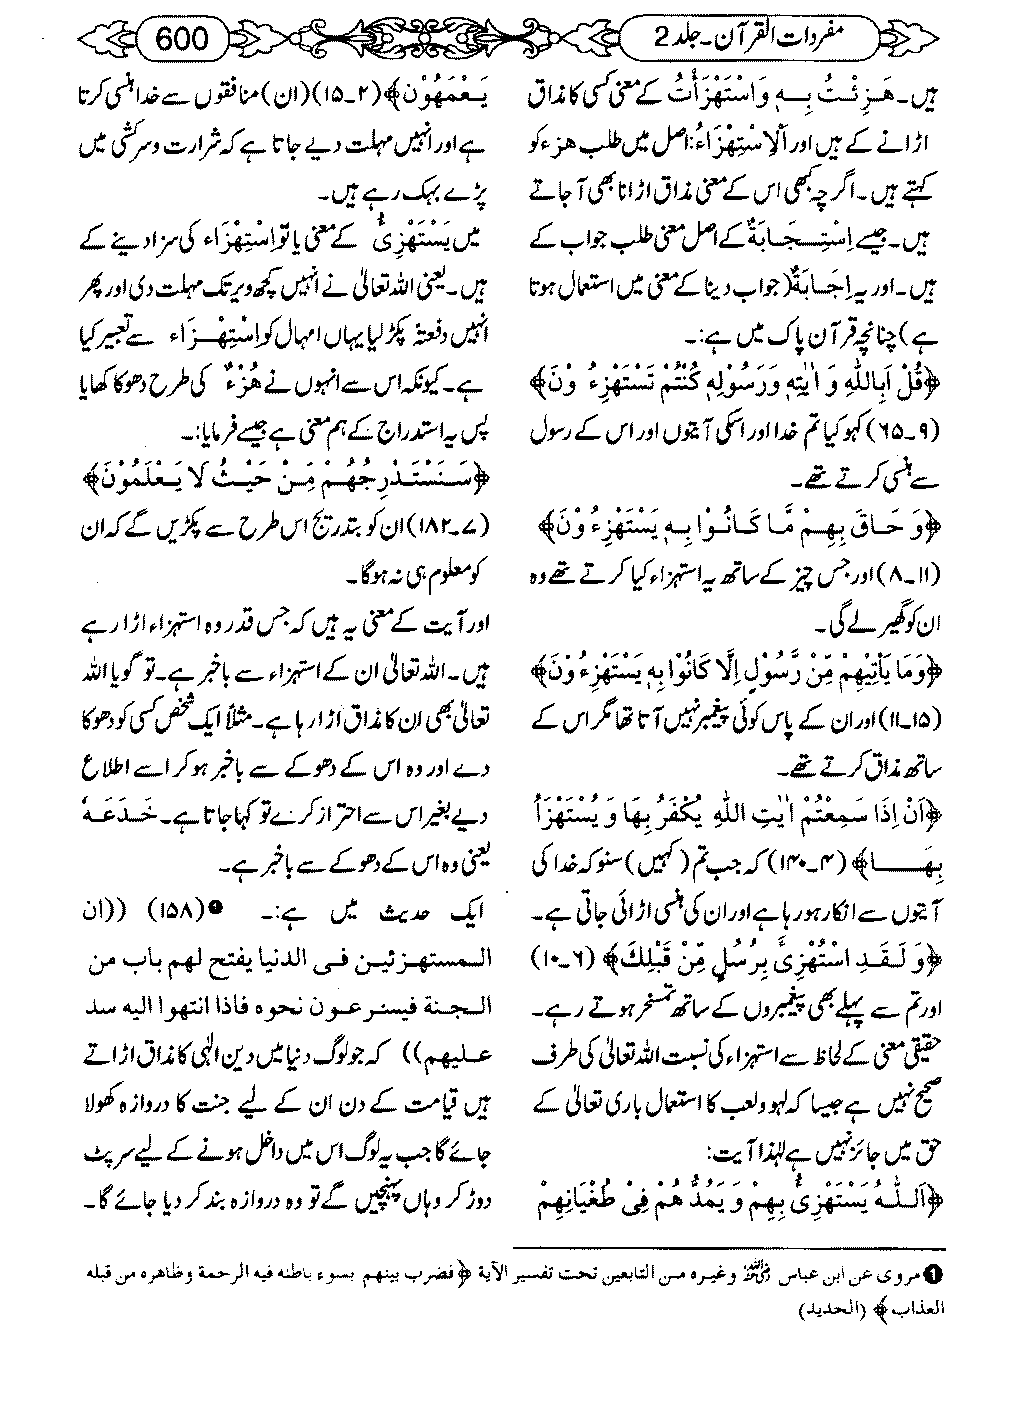 مفردات القرآن۔جلد 2
600
ہیں۔ هَزِئْتُ بِهٖ وَاسْتَهْزَأْتُ کے معنی کسی کا مذاق
اڑانے کے ہیں اور اَلْاِسْتِهْزَاءُ: اصل میں طلب هزء کو
کہتے ہیں۔ اگرچہ کبھی اس کے معنی مذاق اڑانا بھی آجاتے
ہیں۔ جیسے اِسْتِجَابَةٌ کے اصل معنی طلب جواب کے
ہیں۔ اور یہ اِجَابَةٌ (جواب دینا کے معنی میں استعمال ہوتا
ہے) چنانچہ قرآن پاک میں ہے:۔
﴿قُلْ اَبِاللّٰهِ وَ اٰيٰتِهٖ وَرَسُوْلِهٖ كُنْتُمْ تَسْتَهْزِءُ وْنَ﴾
(۹۔۶۵) کہو کیا تم خدا اور اسکی آیتوں اور اس کے رسول
سے ہنسی کرتے تھے۔
﴿وَ حَاقَ بِهِمْ مَّا كَانُوْا بِهٖ يَسْتَهْزِءُ وْنَ﴾
(۱۱۔۸) اور جس چیز کے ساتھ یہ استہزاء کیا کرتے تھے وہ
ان کو گھیر لے گی۔
﴿وَمَا يَاْتِيْهِمْ مِّنْ رَّسُوْلٍ اِلَّا كَانُوْا بِهٖ يَسْتَهْزِءُ وْنَ﴾
(۱۵۔۱۱) اور ان کے پاس کوئی پیغمبر نہیں آتا تھا مگر اس کے
ساتھ مذاق کرتے تھے۔
﴿اَنْ اِذَا سَمِعْتُمْ اٰيٰتِ اللّٰهِ يُكْفَرُ بِهَا وَ يُسْتَهْزَأُ
بِهَا﴾ (۴۔۱۴۰) کہ جب تم (کہیں) سنو کہ خدا کی
آیتوں سے انکار ہو رہا ہے اور ان کی ہنسی اڑائی جاتی ہے۔
﴿وَ لَقَدِ اسْتُهْزِئَ بِرُسُلٍ مِّنْ قَبْلِكَ﴾ (۶۔۱۰)
اور تم سے پہلے بھی پیغمبروں کے ساتھ تمسخر ہوتے رہے۔
حقیقی معنی کے لحاظ سے استہزاء کی نسبت اللہ تعالیٰ کی طرف
صحیح نہیں ہے جیسا کہ لہو ولعب کا استعمال باری تعالیٰ کے
حق میں جائز نہیں ہے لہٰذا آیت:
﴿اَللّٰهُ يَسْتَهْزِئُ بِهِمْ وَ يَمُدُّ هُمْ فِيْ طُغْيَانِهِمْ
يَعْمَهُوْنَ﴾ (۲۔۱۵) (ان) منافقوں سے خدا ہنسی کرتا
ہے اور انہیں مہلت دیے جاتا ہے کہ شرارت وسرکشی میں
پڑے بہک رہے ہیں۔
میں يَسْتَهْزِئُ کے معنی یا تو اِسْتِهْزَاء کی سزا دینے کے
ہیں۔ یعنی اللہ تعالیٰ نے انہیں کچھ دیر تک مہلت دی اور پھر
انہیں دفعۃً پکڑ لیا یہاں امہال کو اِسْتِهْزَاء سے تعبیر کیا
ہے۔ کیونکہ اس سے انہوں نے هُزْءٌ کی طرح دھوکا کھایا
پس یہ استدراج کے ہم معنی ہے جیسے فرمایا:۔
﴿سَنَسْتَدْرِجُهُمْ مِّنْ حَيْثُ لَا يَعْلَمُوْنَ﴾
(۷۔۱۸۲) ان کو بتدریج اس طرح سے پکڑیں گے کہ ان
کو معلوم ہی نہ ہوگا۔
اور آیت کے معنی یہ ہیں کہ جس قدر وہ استہزاء اڑا رہے
ہیں۔ اللہ تعالیٰ ان کے استہزاء سے باخبر ہے۔ تو گویا اللہ
تعالیٰ بھی ان کا مذاق اڑا رہا ہے۔ مثلاً ایک شخص کسی کو دھوکا
دے اور وہ اس کے دھوکے سے باخبر ہو کر اسے اطلاع
دیے بغیر اس سے احتراز کرے تو کہا جاتا ہے۔ خَدَعَهٗ
یعنی وہ اس کے دھوکے سے باخبر ہے۔
ایک حدیث میں ہے:۔ ❶ (۱۵۸) ((ان
المستهزئين فى الدنيا يفتح لهم باب من
الجنة فيسرعون نحوه فاذا انتهوا اليه سد
عليهم)) کہ جو لوگ دنیا میں دین الٰہی کا مذاق اڑاتے
ہیں قیامت کے دن ان کے لیے جنت کا دروازہ کھولا
جائے گا جب یہ لوگ اس میں داخل ہونے کے لیے سرپٹ
دوڑ کر وہاں پہنچیں گے تو وہ دروازہ بند کر دیا جائے گا۔
❶ مروى عن ابن عباس ﷛ وغيره من التابعين تحت تفسير الآية ﴿فضرب بينهم بسوء باطنه فيه الرحمة وظاهره من قبله
العذاب﴾ (الحديد)